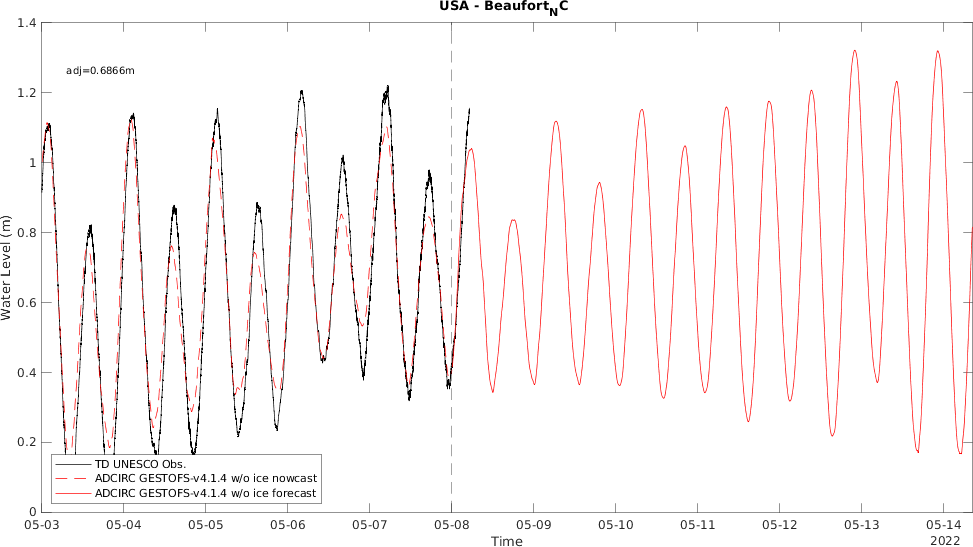 USA - Beaufort_NC
1.4
adj=0.6866m
1.2
1
0.8
0.6
0.4
0.2
0
Water Level (m)
TD UNESCO Obs.
ADCIRC GESTOFS-v4.1.4 w/o ice nowcast
ADCIRC GESTOFS-v4.1.4 w/o ice forecast
05-03 05-04 05-05 05-06 05-07 05-08 05-09 05-10 05-11 05-12 05-13 05-14
Time
2022